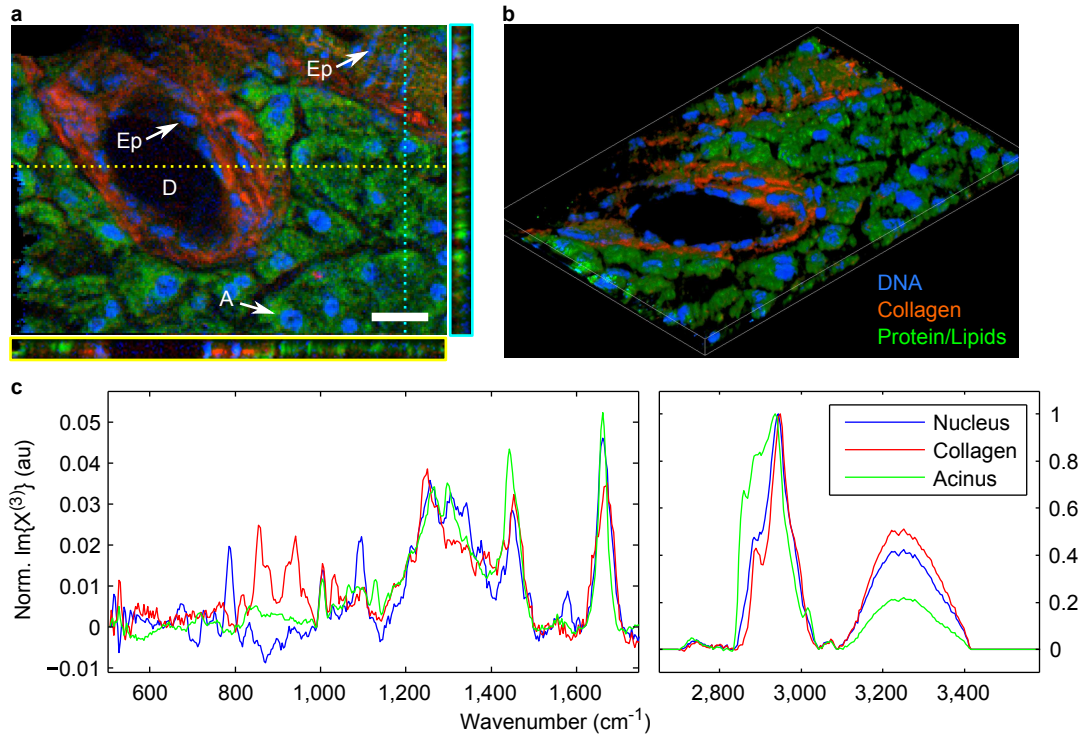 a
Ep
Ep
D
A
b
DNA
Collagen
Protein/Lipids
c
Norm. Im{Χ⁽³⁾} (au)
0.05
0.04
0.03
0.02
0.01
0
−0.01
600
800
1,000
1,200
1,400
1,600
Nucleus
Collagen
Acinus
1
0.8
0.6
0.4
0.2
0
2,800
3,000
3,200
3,400
Wavenumber (cm⁻¹)